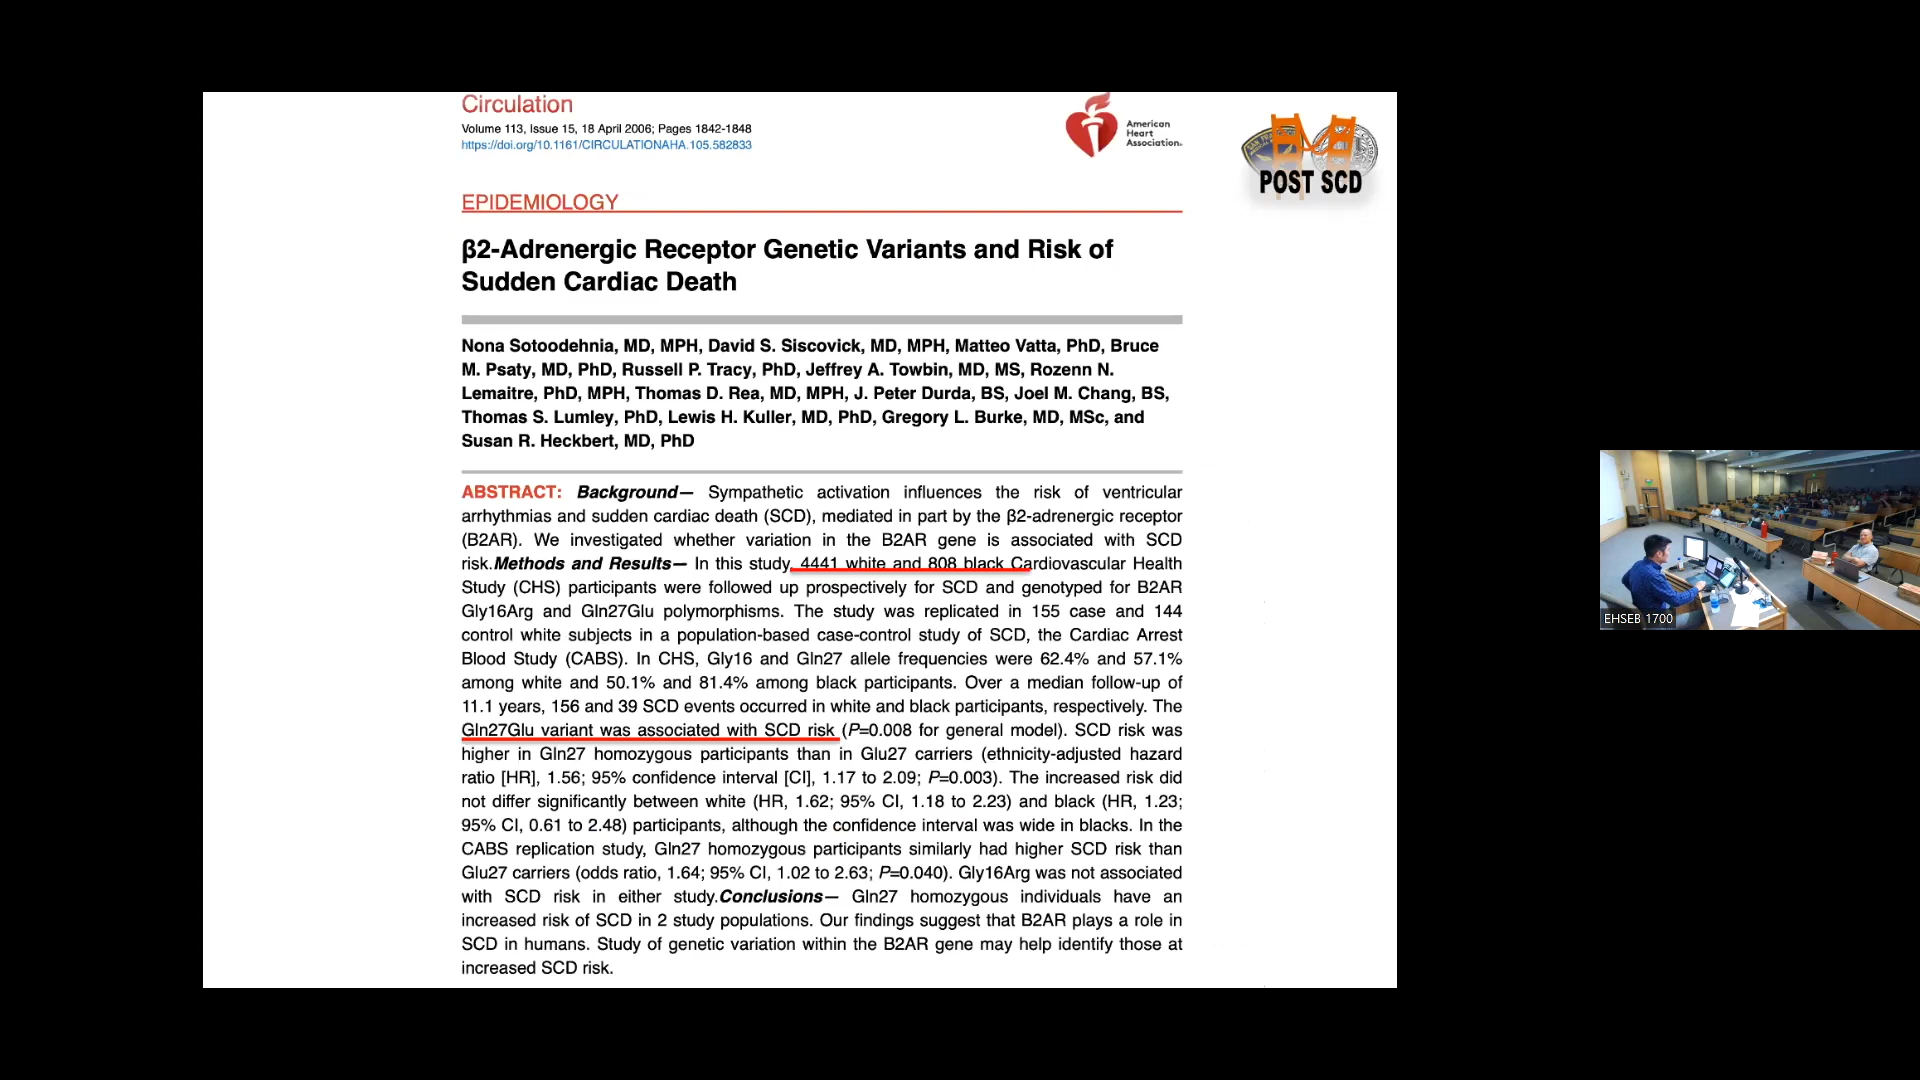 Circulation
Volume 113, Issue 15, 18 April 2006; Pages 1842-1848
https://doi.org/10.1161/CIRCULATIONAHA.105.582833
American
Heart
Association.
POST SCD
EPIDEMIOLOGY
β2-Adrenergic Receptor Genetic Variants and Risk of
Sudden Cardiac Death
Nona Sotoodehnia, MD, MPH, David S. Siscovick, MD, MPH, Matteo Vatta, PhD, Bruce
M. Psaty, MD, PhD, Russell P. Tracy, PhD, Jeffrey A. Towbin, MD, MS, Rozenn N.
Lemaitre, PhD, MPH, Thomas D. Rea, MD, MPH, J. Peter Durda, BS, Joel M. Chang, BS,
Thomas S. Lumley, PhD, Lewis H. Kuller, MD, PhD, Gregory L. Burke, MD, MSc, and
Susan R. Heckbert, MD, PhD
ABSTRACT: Background— Sympathetic activation influences the risk of ventricular
arrhythmias and sudden cardiac death (SCD), mediated in part by the β2-adrenergic receptor
(B2AR). We investigated whether variation in the B2AR gene is associated with SCD
risk.Methods and Results— In this study, 4441 white and 808 black Cardiovascular Health
Study (CHS) participants were followed up prospectively for SCD and genotyped for B2AR
Gly16Arg and Gln27Glu polymorphisms. The study was replicated in 155 case and 144
control white subjects in a population-based case-control study of SCD, the Cardiac Arrest
Blood Study (CABS). In CHS, Gly16 and Gln27 allele frequencies were 62.4% and 57.1%
among white and 50.1% and 81.4% among black participants. Over a median follow-up of
11.1 years, 156 and 39 SCD events occurred in white and black participants, respectively. The
Gln27Glu variant was associated with SCD risk (P=0.008 for general model). SCD risk was
higher in Gln27 homozygous participants than in Glu27 carriers (ethnicity-adjusted hazard
ratio [HR], 1.56; 95% confidence interval [CI], 1.17 to 2.09; P=0.003). The increased risk did
not differ significantly between white (HR, 1.62; 95% CI, 1.18 to 2.23) and black (HR, 1.23;
95% CI, 0.61 to 2.48) participants, although the confidence interval was wide in blacks. In the
CABS replication study, Gln27 homozygous participants similarly had higher SCD risk than
Glu27 carriers (odds ratio, 1.64; 95% CI, 1.02 to 2.63; P=0.040). Gly16Arg was not associated
with SCD risk in either study.Conclusions— Gln27 homozygous individuals have an
increased risk of SCD in 2 study populations. Our findings suggest that B2AR plays a role in
SCD in humans. Study of genetic variation within the B2AR gene may help identify those at
increased SCD risk.
EHSEB 1700